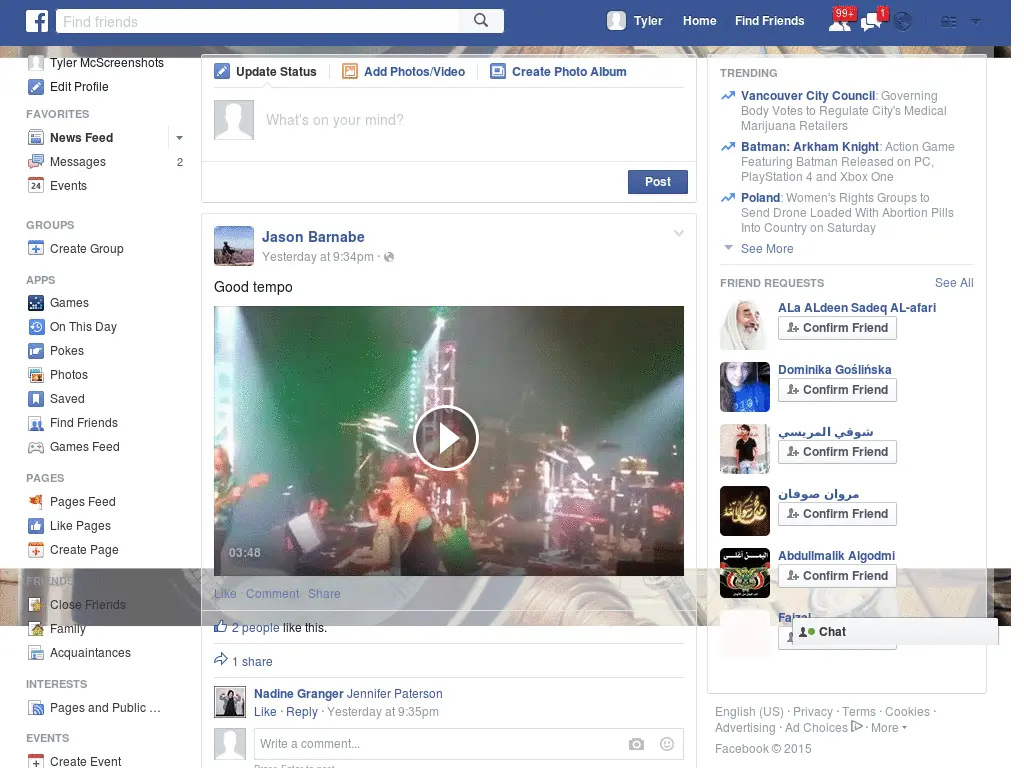 Find friends
Tyler
Home
Find Friends
99+
1
Tyler McScreenshots
Edit Profile
FAVORITES
News Feed
Messages
2
24
Events
GROUPS
Create Group
APPS
Games
On This Day
Pokes
Photos
Saved
Find Friends
Games Feed
PAGES
Pages Feed
Like Pages
Create Page
FRIENDS
Close Friends
Family
Acquaintances
INTERESTS
Pages and Public ...
EVENTS
Create Event
Update Status
Add Photos/Video
Create Photo Album
What's on your mind?
Post
Jason Barnabe
Yesterday at 9:34pm ·
Good tempo
03:48
Like · Comment · Share
2 people like this.
1 share
Nadine Granger Jennifer Paterson
Like · Reply · Yesterday at 9:35pm
Write a comment...
Press Enter to post.
TRENDING
Vancouver City Council: Governing
Body Votes to Regulate City's Medical
Marijuana Retailers
Batman: Arkham Knight: Action Game
Featuring Batman Released on PC,
PlayStation 4 and Xbox One
Poland: Women's Rights Groups to
Send Drone Loaded With Abortion Pills
Into Country on Saturday
See More
FRIEND REQUESTS
See All
ALa ALdeen Sadeq AL-afari
Confirm Friend
Dominika Goślińska
Confirm Friend
شوقي المريسي
Confirm Friend
مروان صوفان
Confirm Friend
Abdullmalik Algodmi
Confirm Friend
Faizal
Chat
English (US) · Privacy · Terms · Cookies ·
Advertising · Ad Choices · More
Facebook © 2015